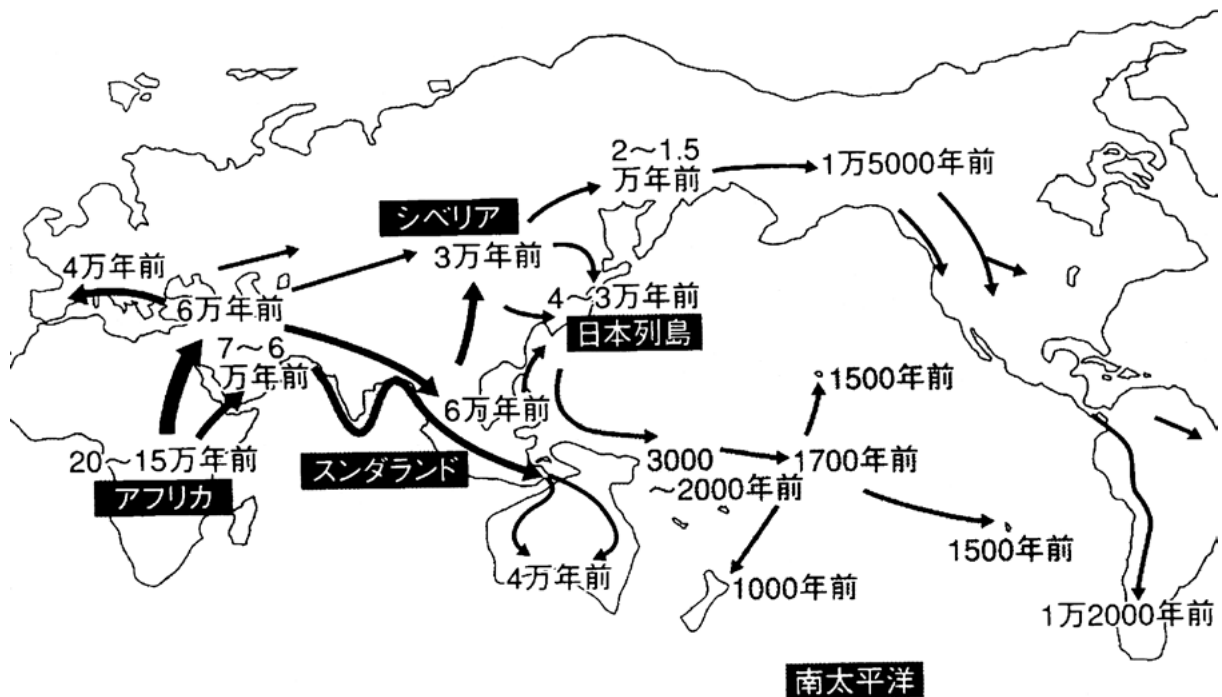 2～1.5
万年前
1万5000年前
シベリア
3万年前
4万年前
6万年前
4～3万年前
日本列島
7～6
万年前
6万年前
1500年前
20～15万年前
アフリカ
スンダランド
3000
～2000年前
1700年前
4万年前
1000年前
1500年前
1万2000年前
南太平洋